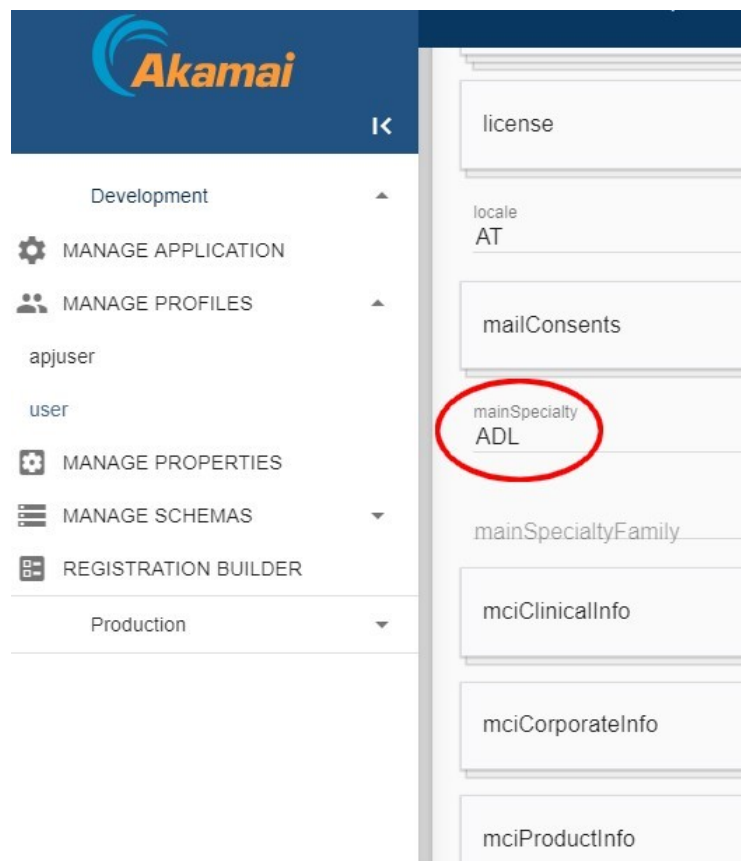 Akamai
Development
MANAGE APPLICATION
MANAGE PROFILES
apjuser
user
MANAGE PROPERTIES
MANAGE SCHEMAS
REGISTRATION BUILDER
Production
license
locale
AT
mailConsents
mainSpecialty
ADL
mainSpecialtyFamily
mciClinicalInfo
mciCorporateInfo
mciProductInfo